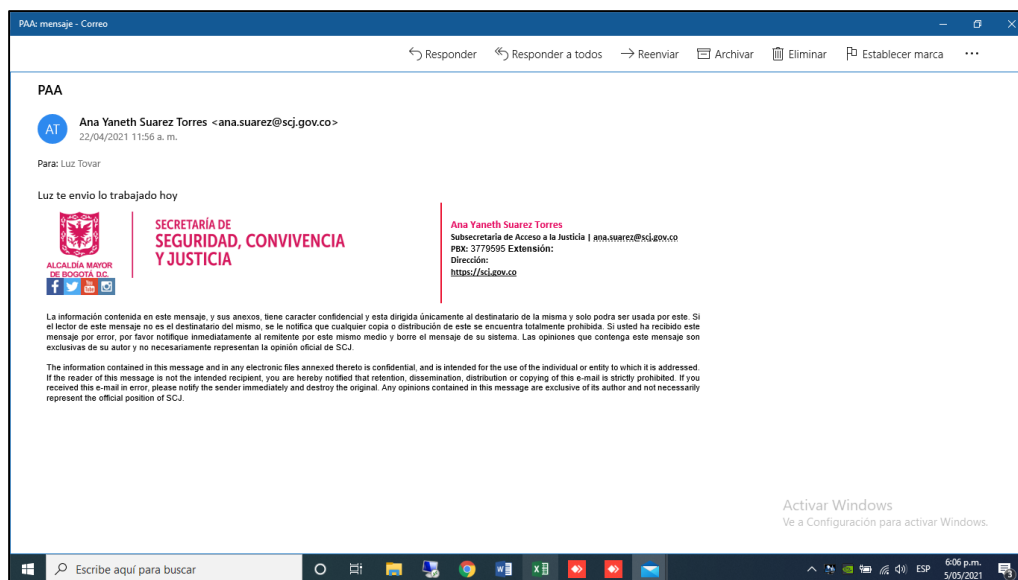 PAA: mensaje - Correo
Responder Responder a todos Reenviar Archivar Eliminar Establecer marca ...
PAA
AT
Ana Yaneth Suarez Torres <ana.suarez@scj.gov.co>
22/04/2021 11:56 a. m.
Para: Luz Tovar
Luz te envio lo trabajado hoy
ALCALDÍA MAYOR
DE BOGOTÁ D.C.
SECRETARÍA DE
SEGURIDAD, CONVIVENCIA
Y JUSTICIA
Ana Yaneth Suarez Torres
Subsecretaria de Acceso a la Justicia | ana.suarez@scj.gov.co
PBX: 3779595 Extensión:
Dirección:
https://scj.gov.co
La información contenida en este mensaje, y sus anexos, tiene caracter confidencial y esta dirigida únicamente al destinatario de la misma y solo podra ser usada por este. Si
el lector de este mensaje no es el destinatario del mismo, se le notifica que cualquier copia o distribución de este se encuentra totalmente prohibida. Si usted ha recibido este
mensaje por error, por favor notifique inmediatamente al remitente por este mismo medio y borre el mensaje de su sistema. Las opiniones que contenga este mensaje son
exclusivas de su autor y no necesariamente representan la opinión oficial de SCJ.
The information contained in this message and in any electronic files annexed thereto is confidential, and is intended for the use of the individual or entity to which it is addressed.
If the reader of this message is not the intended recipient, you are hereby notified that retention, dissemination, distribution or copying of this e-mail is strictly prohibited. If you
received this e-mail in error, please notify the sender immediately and destroy the original. Any opinions contained in this message are exclusive of its author and not necessarily
represent the official position of SCJ.
Activar Windows
Ve a Configuración para activar Windows.
Escribe aquí para buscar
ESP
6:06 p.m.
5/05/2021
3